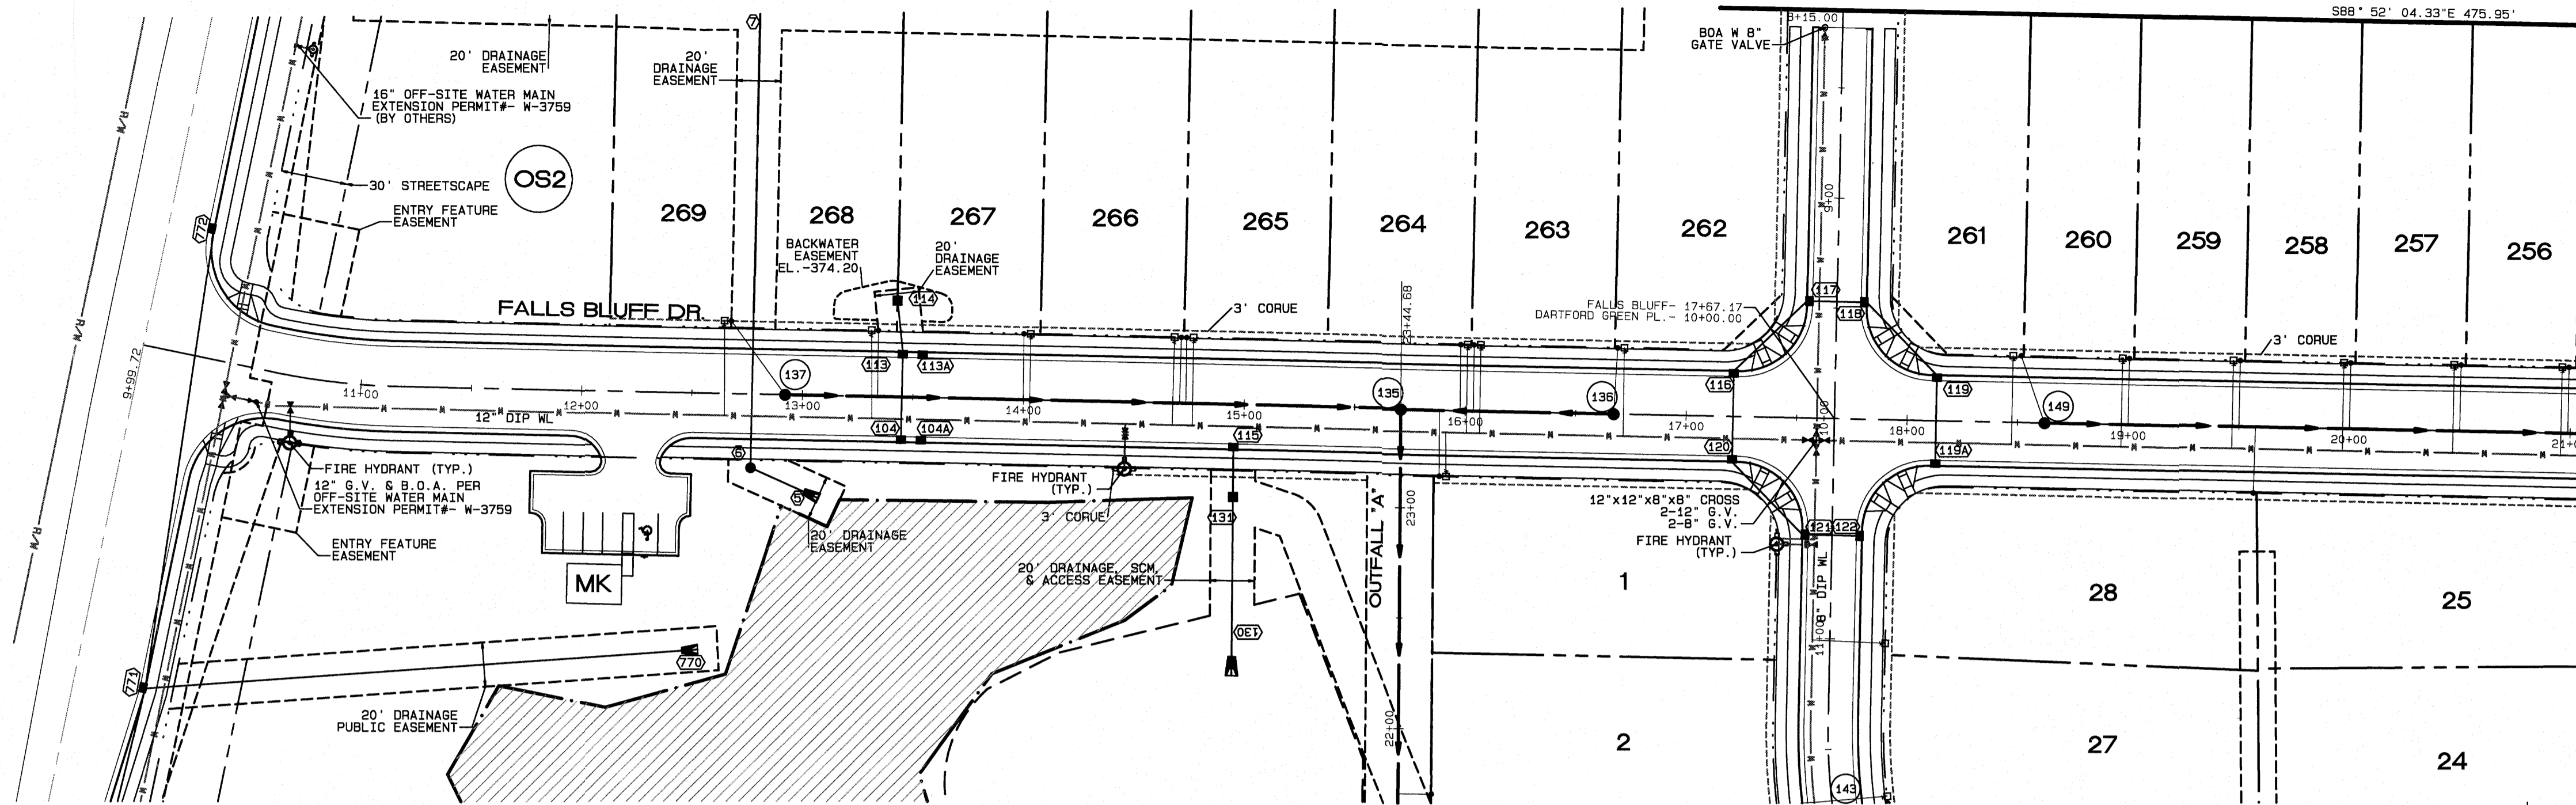 S88° 52' 04.33"E 475.95'
8+15.00
BOA W 8"
GATE VALVE
7
20' DRAINAGE
EASEMENT
20'
DRAINAGE
EASEMENT
16" OFF-SITE WATER MAIN
EXTENSION PERMIT#- W-3759
(BY OTHERS)
R/W
R/W
R/W
R/W
R/W
OS2
30' STREETSCAPE
ENTRY FEATURE
EASEMENT
9+00
269
268
267
266
265
264
263
262
261
260
259
258
257
256
772
BACKWATER
EASEMENT
EL.-374.20
20'
DRAINAGE
EASEMENT
114
117
118
FALLS BLUFF DR.
3' CORUE
23+44.68
FALLS BLUFF- 17+67.17
DARTFORD GREEN PL.- 10+00.00
3' CORUE
9+99.72
137
113
113A
135
136
116
119
149
11+00
12+00
13+00
14+00
15+00
16+00
17+00
10+00
18+00
19+00
20+00
21+0
12" DIP WL
104
104A
115
120
119A
6
FIRE HYDRANT (TYP.)
12" G.V. & B.O.A. PER
OFF-SITE WATER MAIN
EXTENSION PERMIT#- W-3759
5
FIRE HYDRANT
(TYP.)
3' CORUE
131
23+00
12"x12"x8"x8" CROSS
2-12" G.V.
2-8" G.V.
FIRE HYDRANT
(TYP.)
121
122
ENTRY FEATURE
EASEMENT
20' DRAINAGE
EASEMENT
MK
20' DRAINAGE, SCM,
& ACCESS EASEMENT
OUTFALL "A"
8" DIP WL
1
28
25
130
11+00
770
771
20' DRAINAGE
PUBLIC EASEMENT
22+00
2
27
24
143